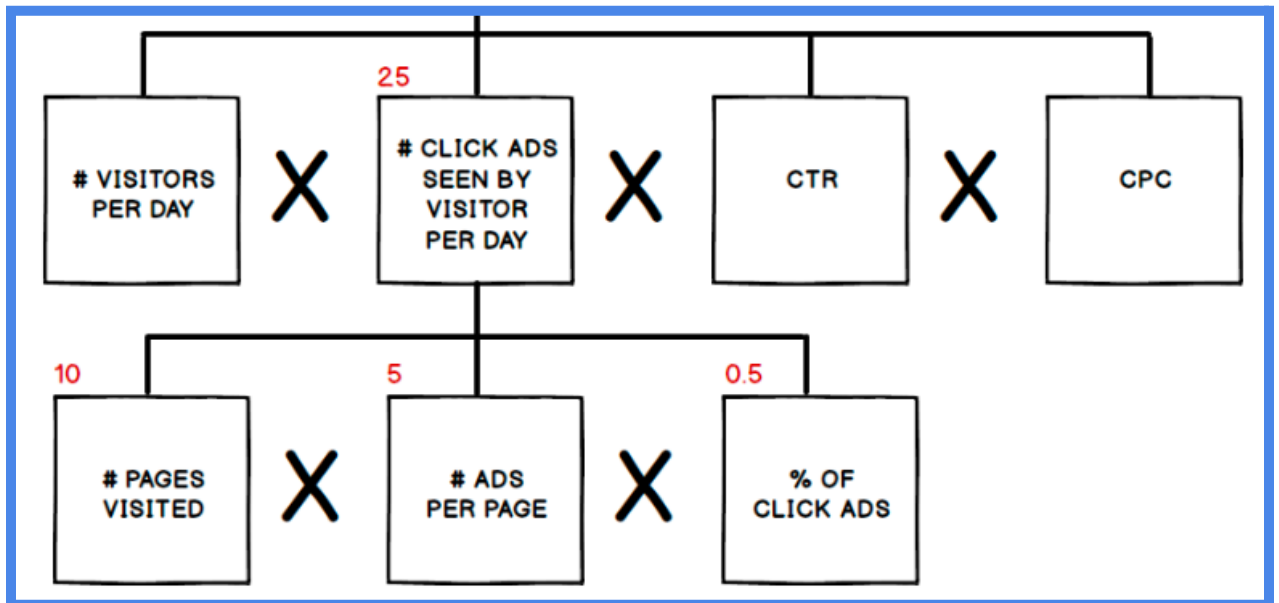 25
# VISITORS
PER DAY
X
# CLICK ADS
SEEN BY
VISITOR
PER DAY
X
CTR
X
CPC
10
# PAGES
VISITED
X
5
# ADS
PER PAGE
X
0.5
% OF
CLICK ADS